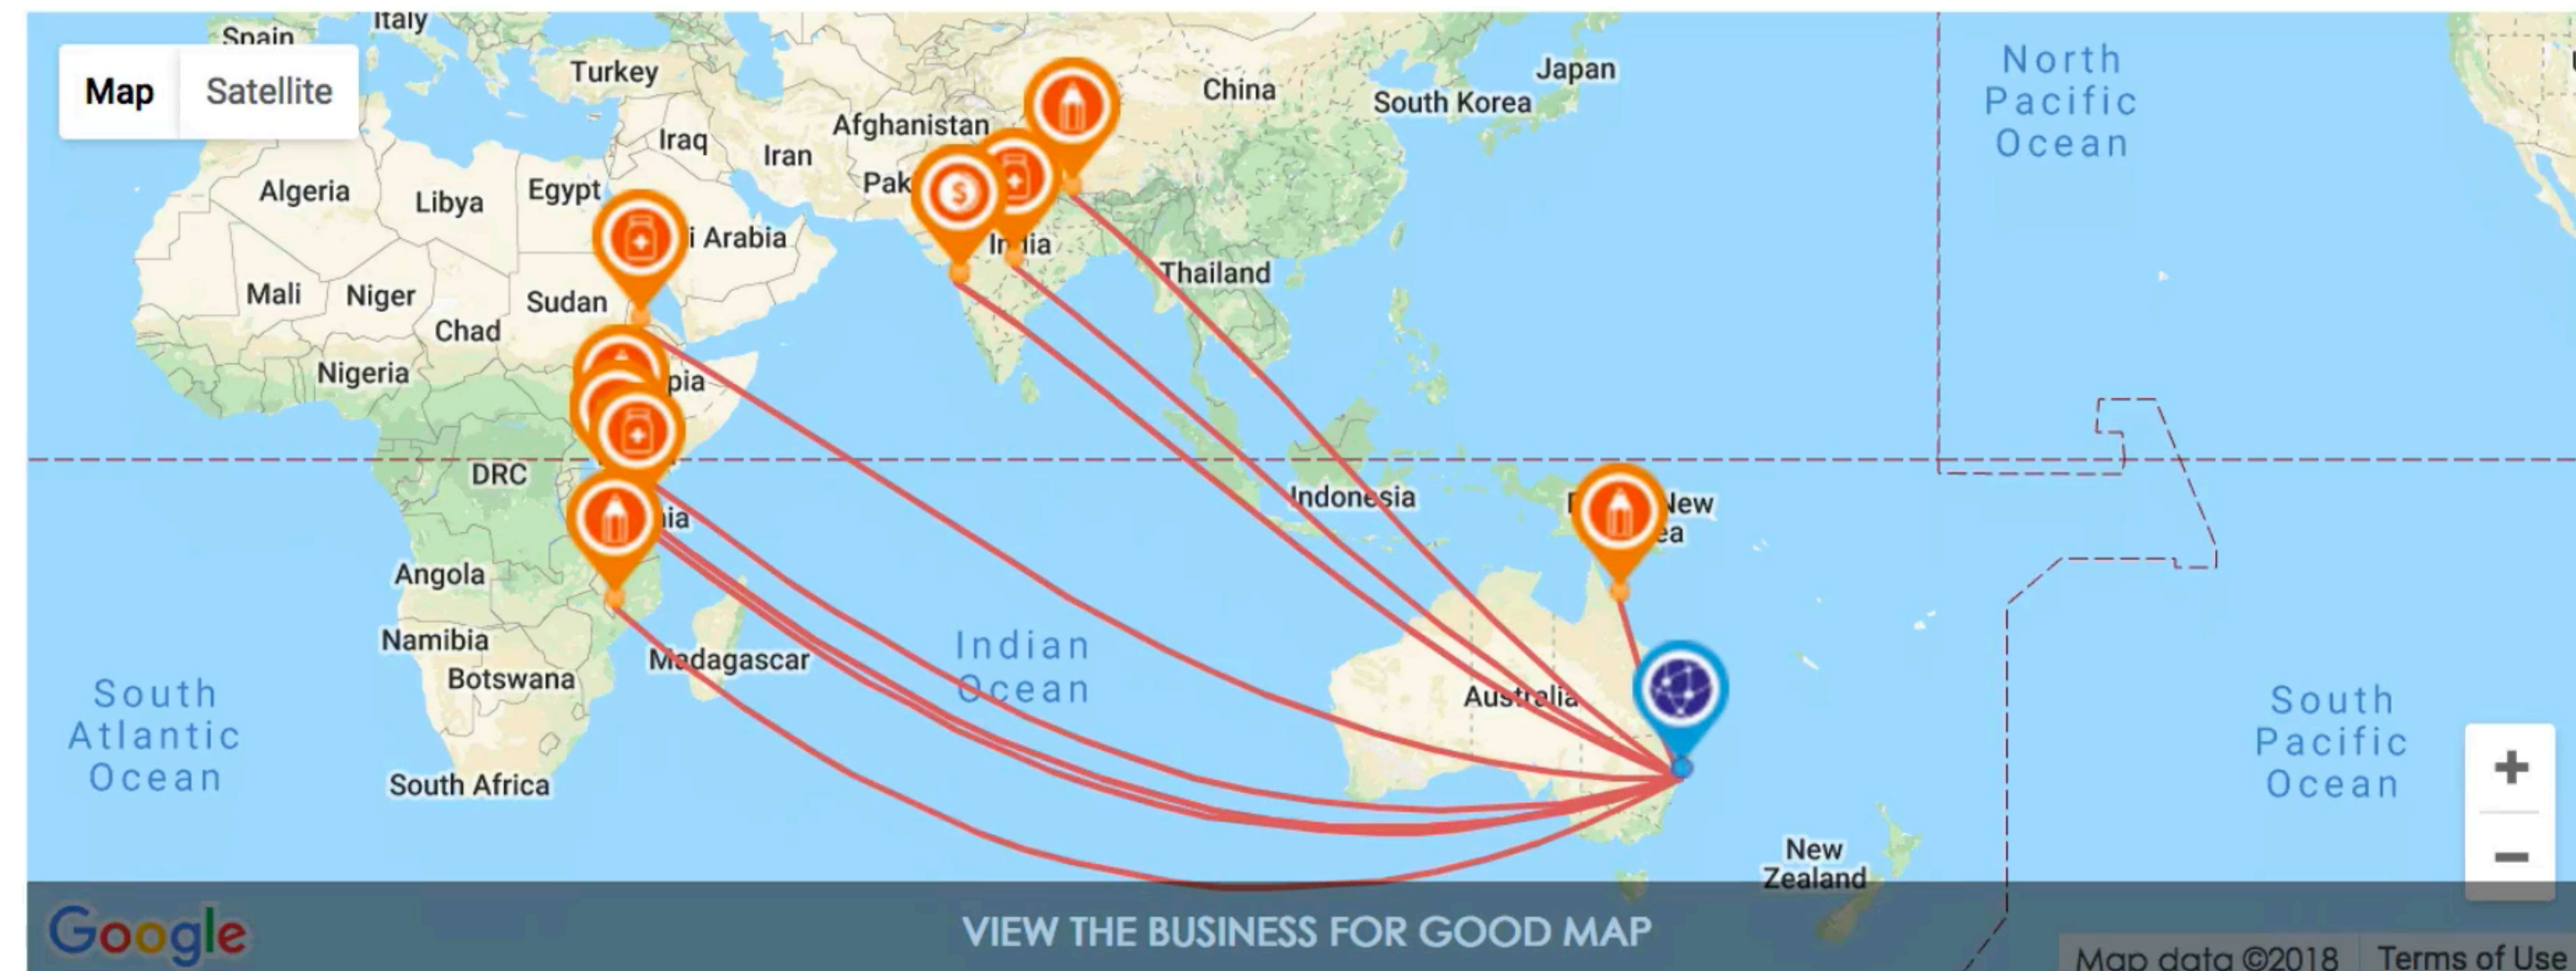 Italy
Spain
Map
Satellite
Turkey
Japan
China
South Korea
North
Pacific
Ocean
Afghanistan
Iraq
Iran
Pak
Algeria
Libya
Egypt
i Arabia
India
Thailand
Mali
Niger
Sudan
Chad
Nigeria
pia
DRC
Indonesia
New
ea
nia
Angola
Namibia
Botswana
Madagascar
Indian
Ocean
Australia
South
Atlantic
Ocean
South
Pacific
Ocean
South Africa
New
Zealand
$
+
−
Google
VIEW THE BUSINESS FOR GOOD MAP
Map data ©2018
Terms of Use